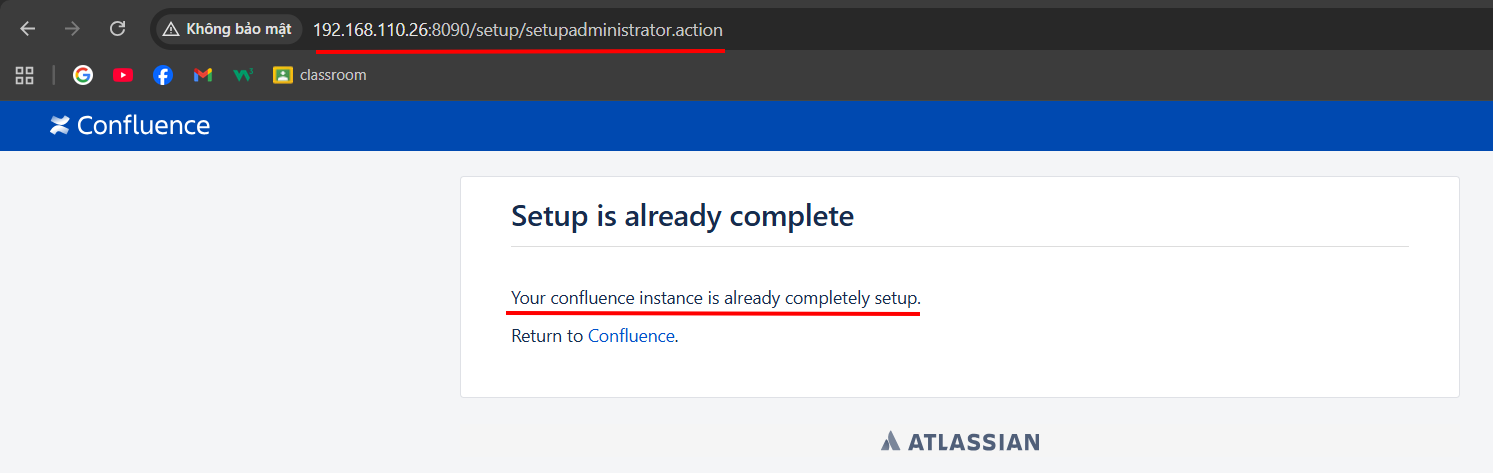 Không bảo mật 192.168.110.26:8090/setup/setupadministrator.action
classroom
Confluence
Setup is already complete
Your confluence instance is already completely setup.
Return to Confluence.
ATLASSIAN